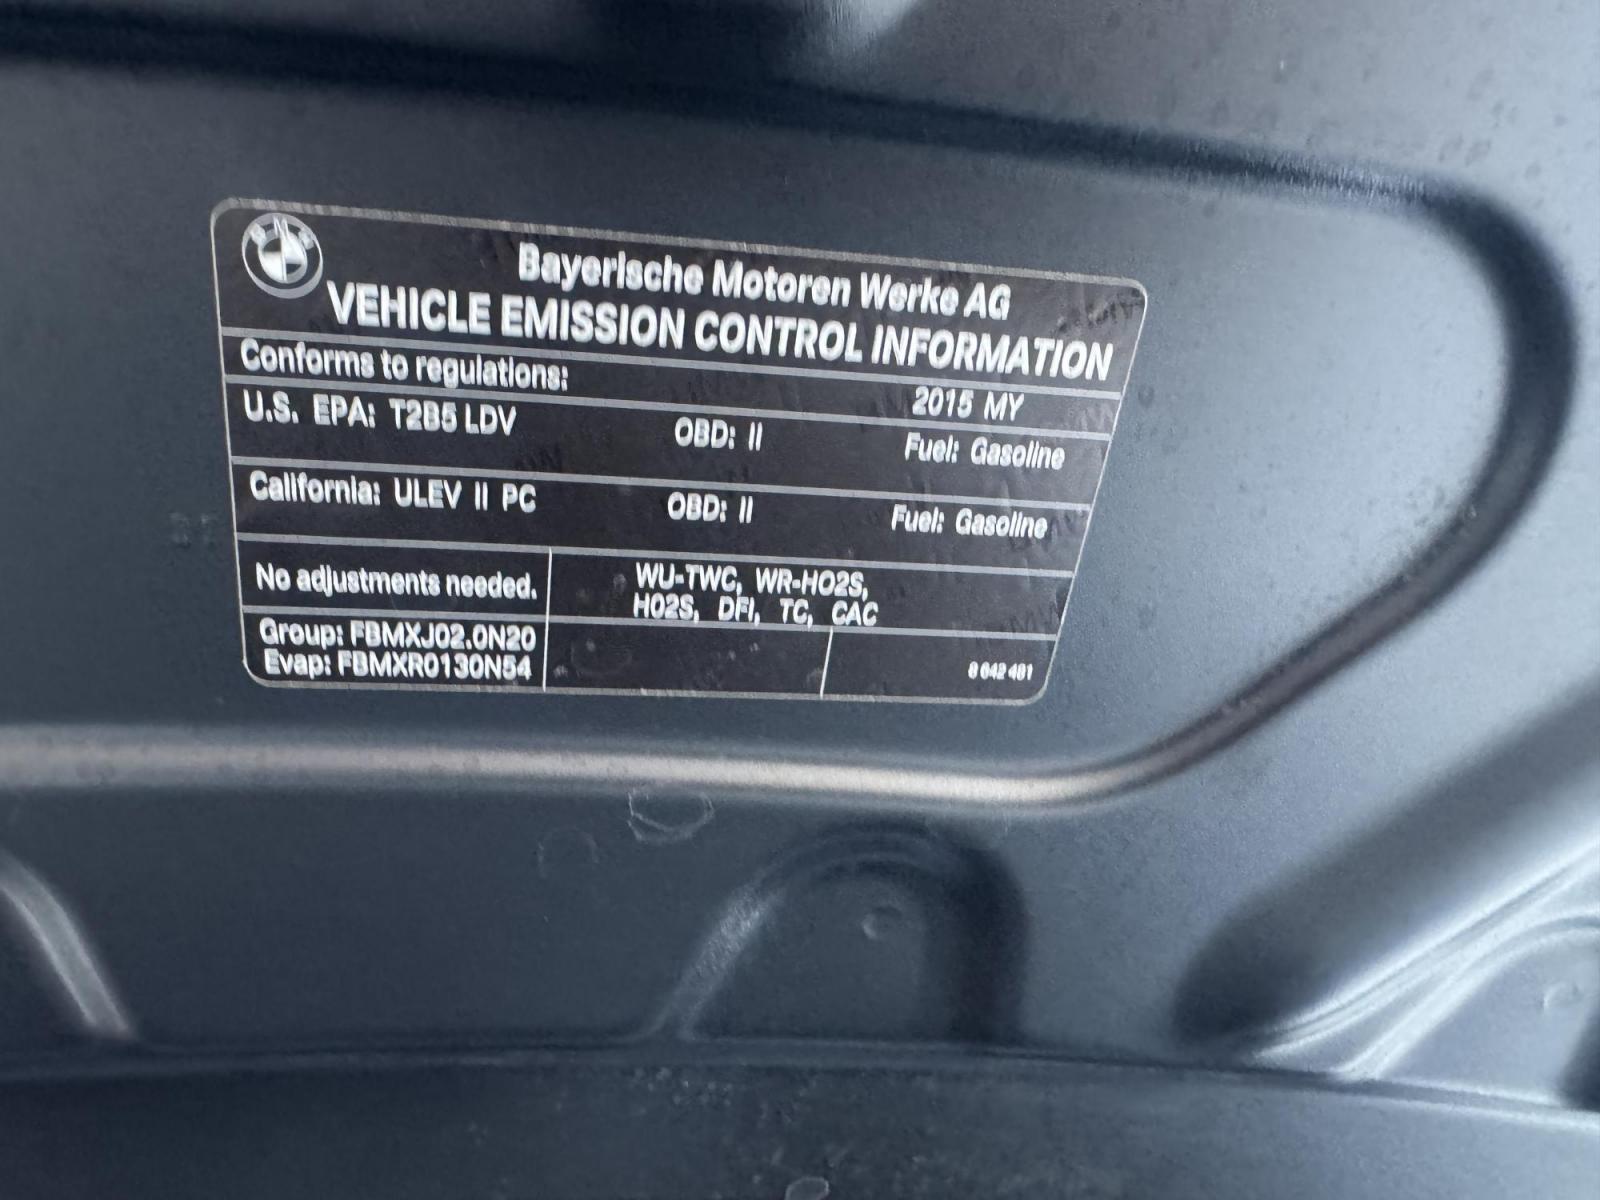 Bayerische Motoren Werke AG
VEHICLE EMISSION CONTROL INFORMATION
Conforms to regulations: 2015 MY
U.S. EPA: T2B5 LDV OBD: II Fuel: Gasoline
California: ULEV II PC OBD: II Fuel: Gasoline
No adjustments needed.
WU-TWC, WR-HO2S,
HO2S, DFI, TC, CAC
Group: FBMXJ02.0N20
Evap: FBMXR0130N54
8 642 481